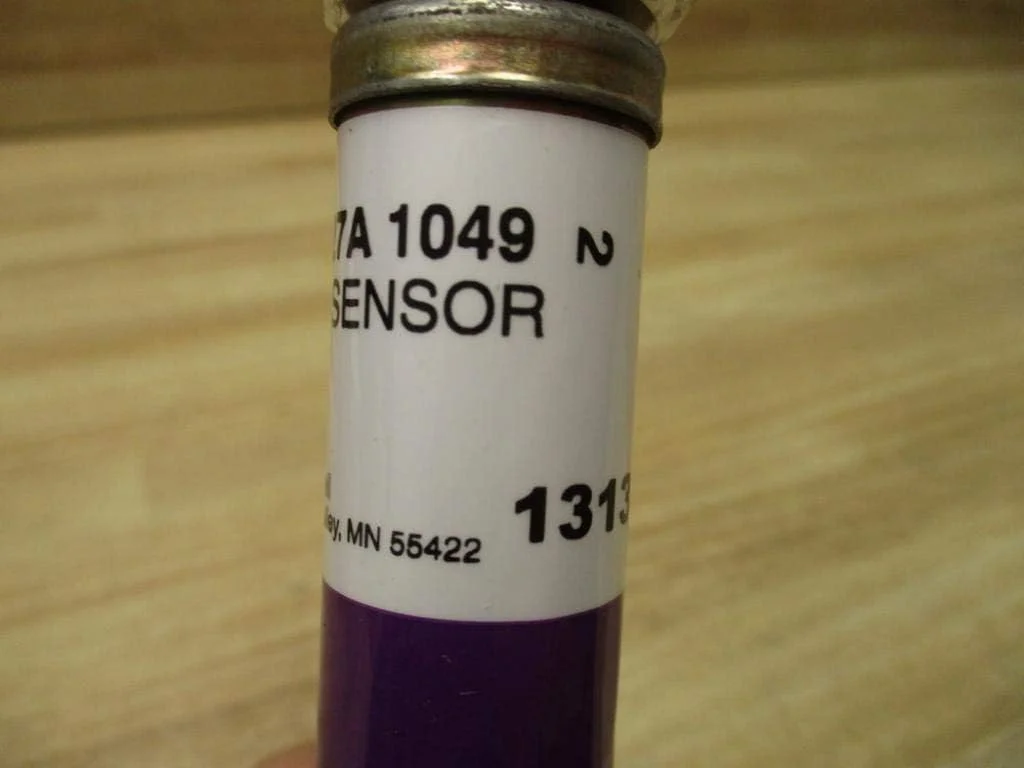 7A 1049 2
SENSOR
ey, MN 55422
1313